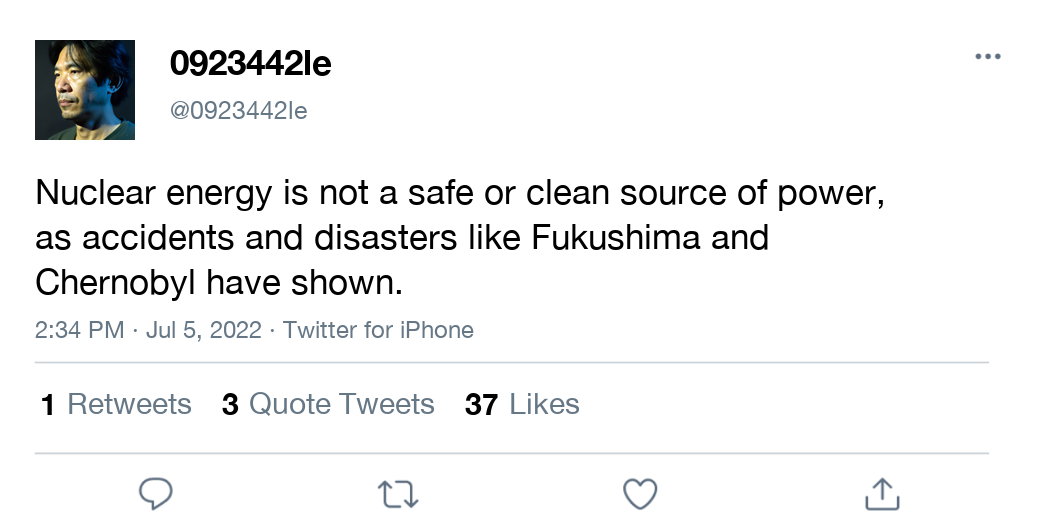 0923442le
@0923442le
Nuclear energy is not a safe or clean source of power,
as accidents and disasters like Fukushima and
Chernobyl have shown.
2:34 PM · Jul 5, 2022 · Twitter for iPhone
1 Retweets 3 Quote Tweets 37 Likes